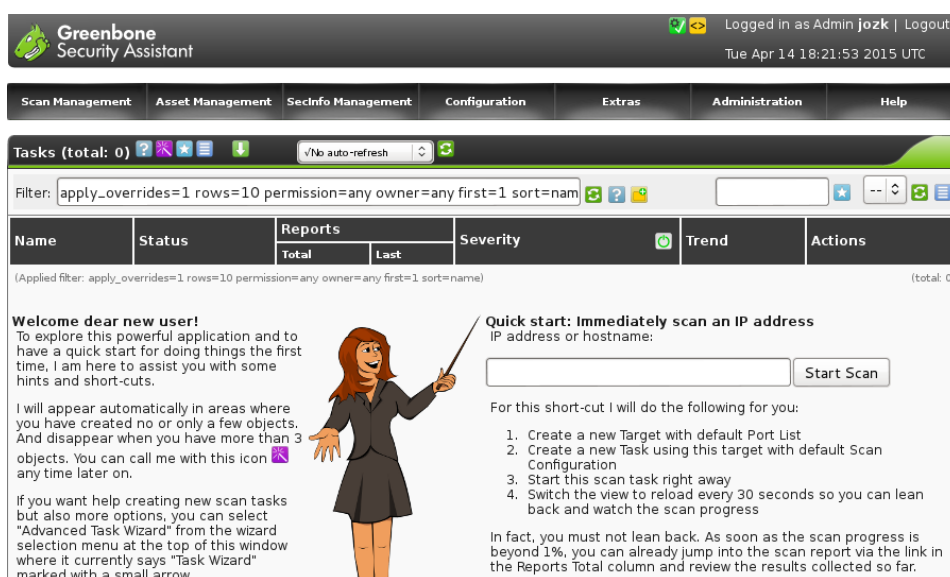 Greenbone
Security Assistant
Logged in as Admin jozk | Logout
Tue Apr 14 18:21:53 2015 UTC
Scan Management Asset Management SecInfo Management Configuration Extras Administration Help
Tasks (total: 0) √No auto-refresh
Filter: apply_overrides=1 rows=10 permission=any owner=any first=1 sort=nam --
Name Status Reports Severity Trend Actions
Total Last
(Applied filter: apply_overrides=1 rows=10 permission=any owner=any first=1 sort=name) (total: 0
Welcome dear new user!
To explore this powerful application and to
have a quick start for doing things the first
time, I am here to assist you with some
hints and short-cuts.
I will appear automatically in areas where
you have created no or only a few objects.
And disappear when you have more than 3
objects. You can call me with this icon
any time later on.
If you want help creating new scan tasks
but also more options, you can select
"Advanced Task Wizard" from the wizard
selection menu at the top of this window
where it currently says "Task Wizard"
marked with a small arrow
Quick start: Immediately scan an IP address
IP address or hostname:
Start Scan
For this short-cut I will do the following for you:
1. Create a new Target with default Port List
2. Create a new Task using this target with default Scan
Configuration
3. Start this scan task right away
4. Switch the view to reload every 30 seconds so you can lean
back and watch the scan progress
In fact, you must not lean back. As soon as the scan progress is
beyond 1%, you can already jump into the scan report via the link in
the Reports Total column and review the results collected so far.